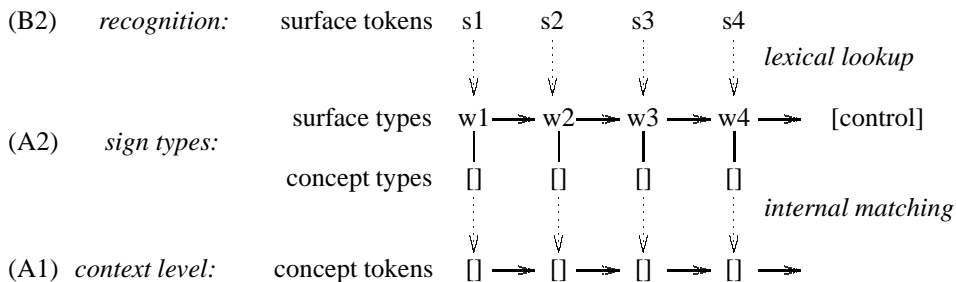 (B2) recognition: surface tokens s1 s2 s3 s4
lexical lookup
surface types w1 w2 w3 w4 [control]
(A2) sign types:
concept types [] [] [] []
internal matching
(A1) context level: concept tokens [] [] [] []